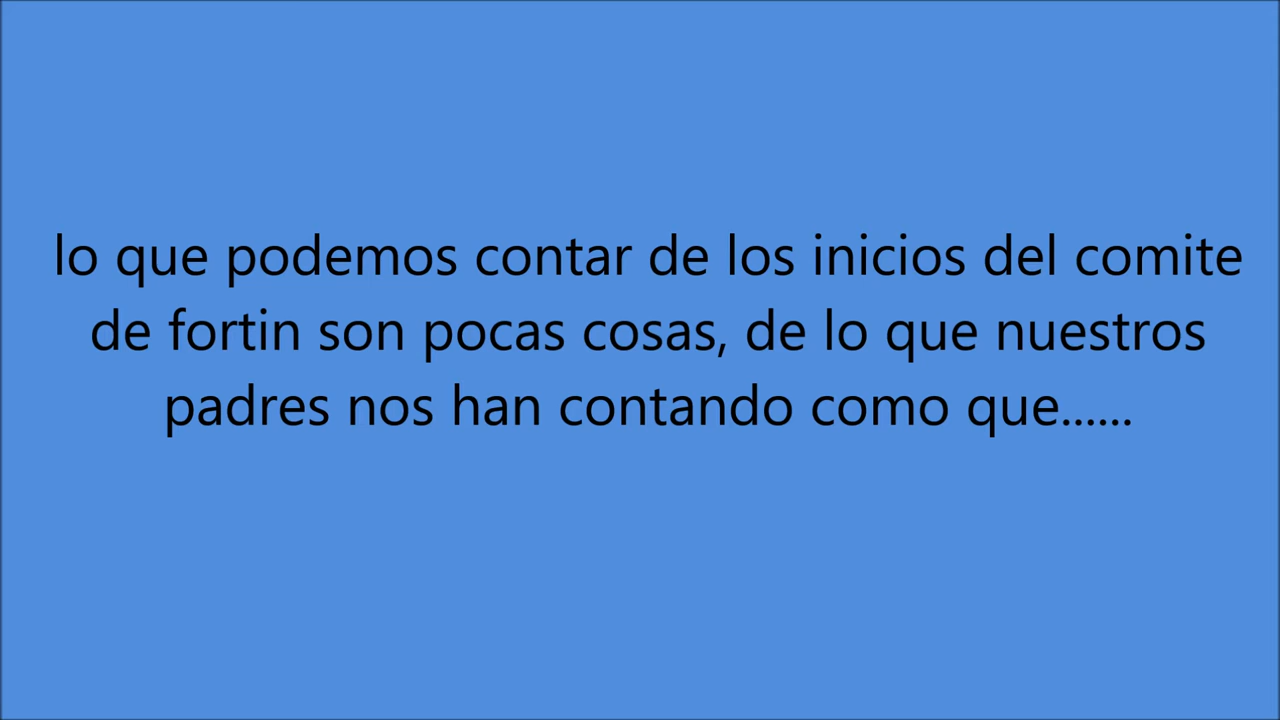 lo que podemos contar de los inicios del comite
de fortin son pocas cosas, de lo que nuestros
padres nos han contando como que......